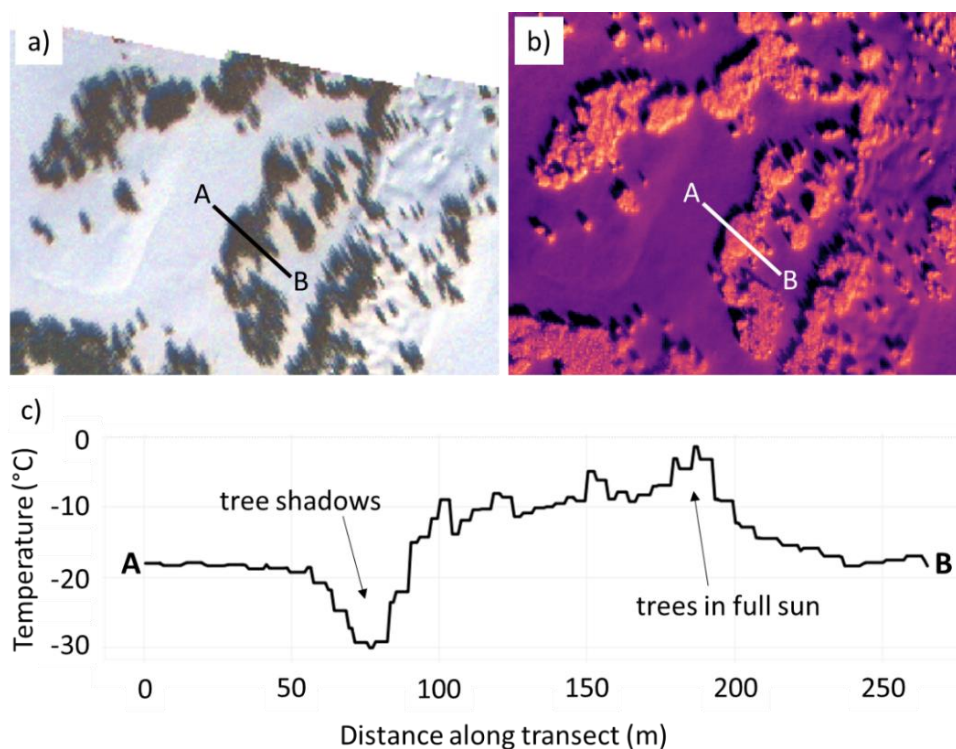 a)
b)
A
B
A
B
c)
0
-10
-20
-30
Temperature (°C)
tree shadows
trees in full sun
A
B
0
50
100
150
200
250
Distance along transect (m)